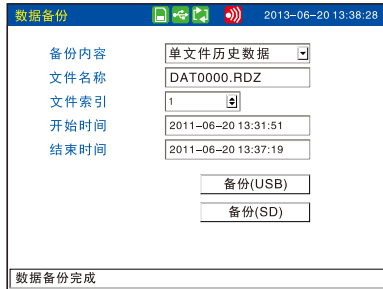 数据备份 2013-06-20 13:38:28
备份内容 单文件历史数据
文件名称 DAT0000.RDZ
文件索引 1
开始时间 2011-06-20 13:31:51
结束时间 2011-06-20 13:37:19
备份(USB)
备份(SD)
数据备份完成